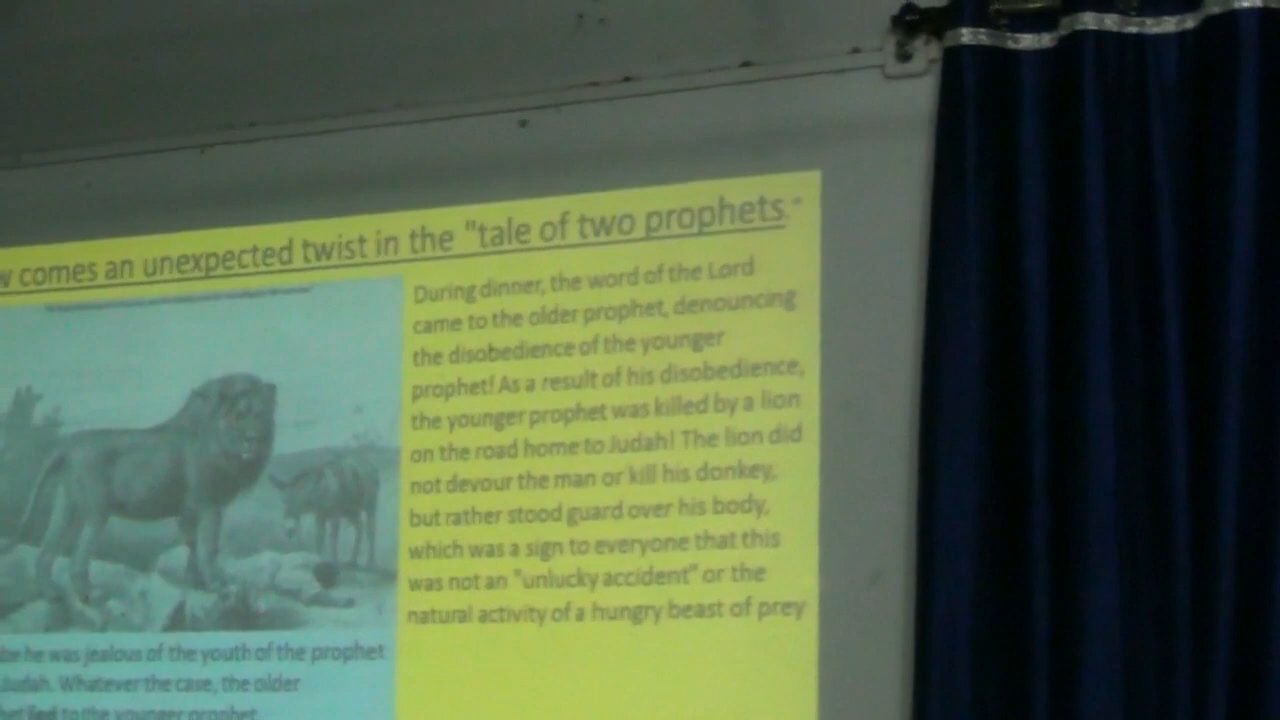 w comes an unexpected twist in the "tale of two prophets."
During dinner, the word of the Lord
came to the older prophet, denouncing
the disobedience of the younger
prophet! As a result of his disobedience,
the younger prophet was killed by a lion
on the road home to Judah! The lion did
not devour the man or kill his donkey,
but rather stood guard over his body,
which was a sign to everyone that this
was not an "unlucky accident" or the
natural activity of a hungry beast of prey
he was jealous of the youth of the prophet
Judah. Whatever the case, the older
lied to the younger prophet.